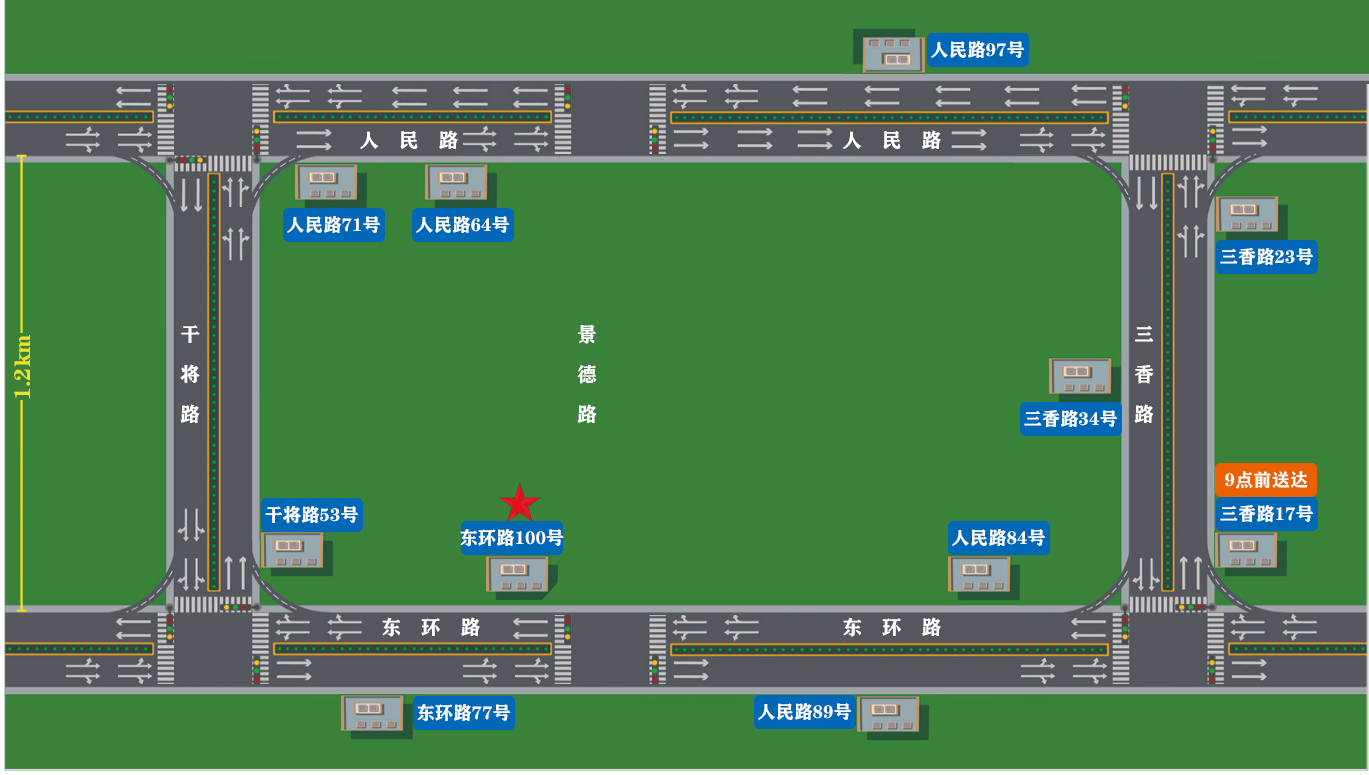 人民路97号
人民路
人民路
人民路71号
人民路64号
三香路23号
1.2km
干将路
景德路
三香路
三香路34号
9点前送达
三香路17号
干将路53号
东环路100号
人民路84号
东环路
东环路
东环路77号
人民路89号